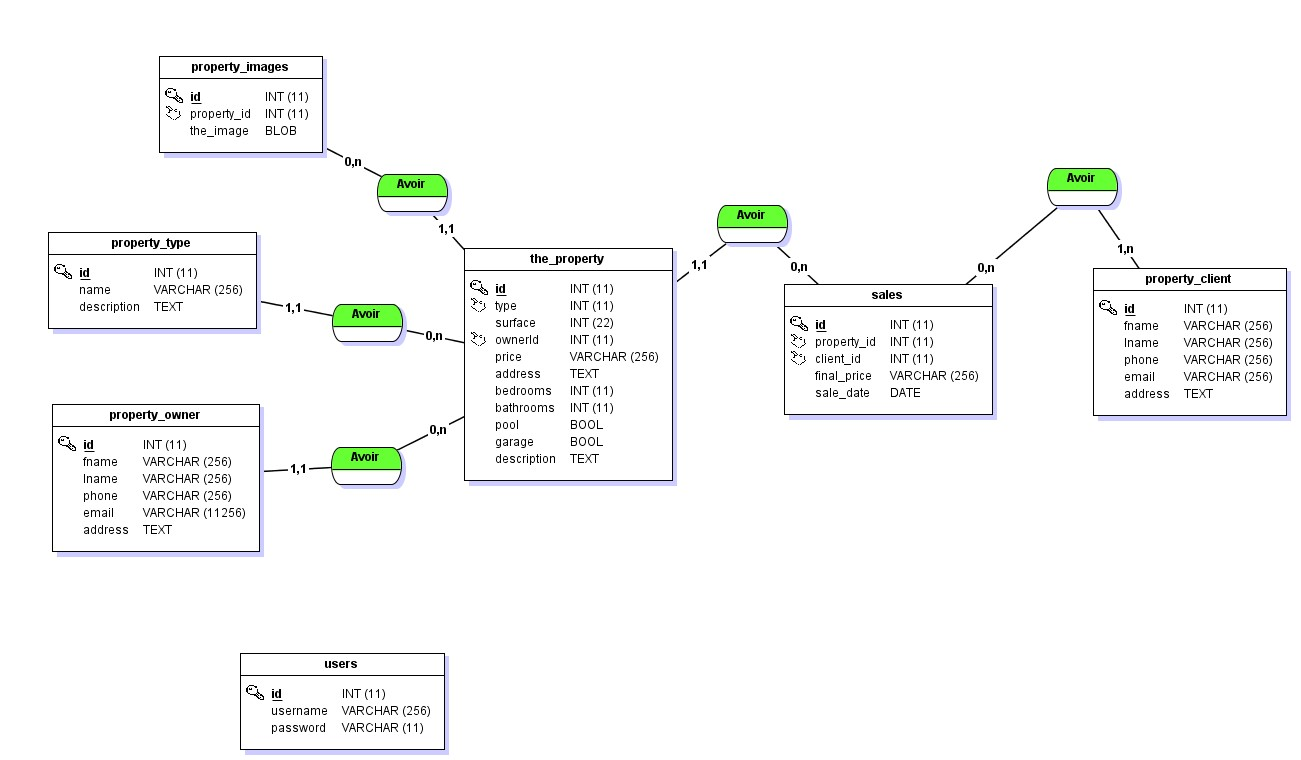 property_images
id INT (11)
property_id INT (11)
the_image BLOB
0,n
Avoir
1,1
property_type
id INT (11)
name VARCHAR (256)
description TEXT
1,1
Avoir
0,n
property_owner
id INT (11)
fname VARCHAR (256)
lname VARCHAR (256)
phone VARCHAR (256)
email VARCHAR (11256)
address TEXT
1,1
Avoir
0,n
the_property
id INT (11)
type INT (11)
surface INT (22)
ownerId INT (11)
price VARCHAR (256)
address TEXT
bedrooms INT (11)
bathrooms INT (11)
pool BOOL
garage BOOL
description TEXT
1,1
Avoir
0,n
sales
id INT (11)
property_id INT (11)
client_id INT (11)
final_price VARCHAR (256)
sale_date DATE
0,n
Avoir
1,n
property_client
id INT (11)
fname VARCHAR (256)
lname VARCHAR (256)
phone VARCHAR (256)
email VARCHAR (256)
address TEXT
users
id INT (11)
username VARCHAR (256)
password VARCHAR (11)